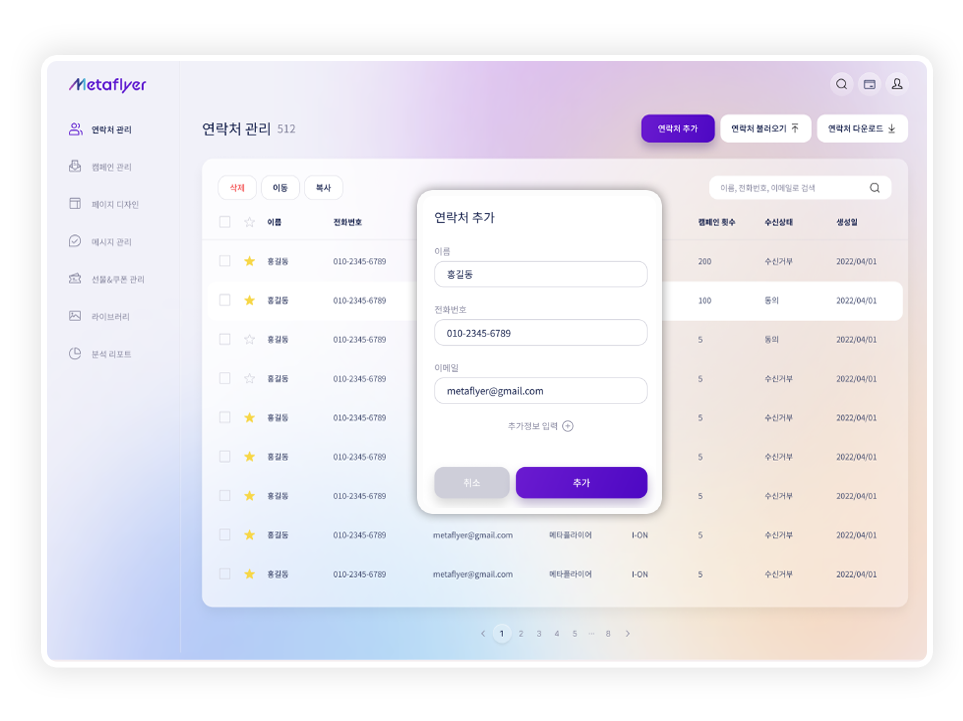 Metaflyer
연락처 관리
캠페인 관리
페이지 디자인
메시지 관리
선물&쿠폰 관리
라이브러리
분석 리포트
연락처 관리 512
연락처 추가
연락처 불러오기
연락처 다운로드
삭제 이동 복사
이름, 전화번호, 이메일로 검색
이름 전화번호 캠페인 횟수 수신상태 생성일
홍길동 010-2345-6789 200 수신거부 2022/04/01
홍길동 010-2345-6789 100 동의 2022/04/01
홍길동 010-2345-6789 5 동의 2022/04/01
홍길동 010-2345-6789 5 수신거부 2022/04/01
홍길동 010-2345-6789 5 수신거부 2022/04/01
홍길동 010-2345-6789 5 수신거부 2022/04/01
홍길동 010-2345-6789 5 수신거부 2022/04/01
홍길동 010-2345-6789 metaflyer@gmail.com 메타플라이어 I-ON 5 수신거부 2022/04/01
홍길동 010-2345-6789 metaflyer@gmail.com 메타플라이어 I-ON 5 수신거부 2022/04/01
연락처 추가
이름
홍길동
전화번호
010-2345-6789
이메일
metaflyer@gmail.com
추가정보 입력
취소 추가
1 2 3 4 5 ··· 8